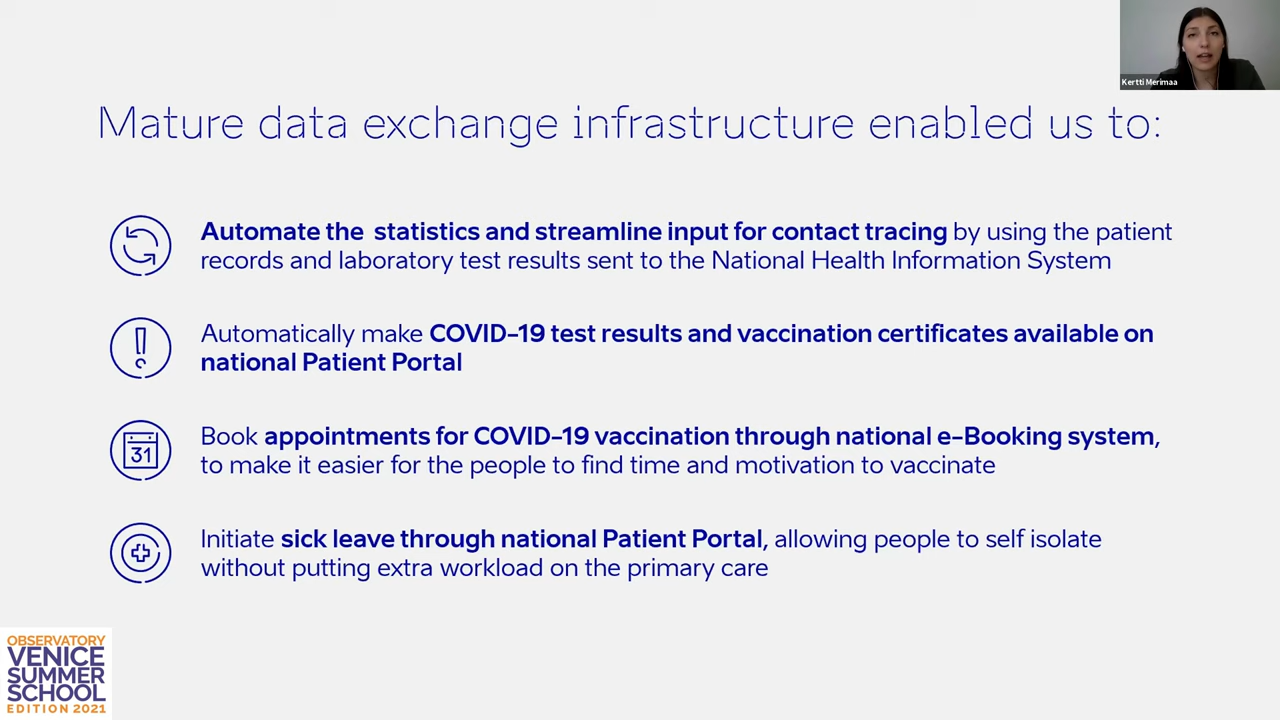 Kertti Merimaa
Mature data exchange infrastructure enabled us to:
Automate the statistics and streamline input for contact tracing by using the patient
records and laboratory test results sent to the National Health Information System
Automatically make COVID-19 test results and vaccination certificates available on
national Patient Portal
31
Book appointments for COVID-19 vaccination through national e-Booking system,
to make it easier for the people to find time and motivation to vaccinate
Initiate sick leave through national Patient Portal, allowing people to self isolate
without putting extra workload on the primary care
OBSERVATORY
VENICE
SUMMER
SCHOOL
EDITION 2021